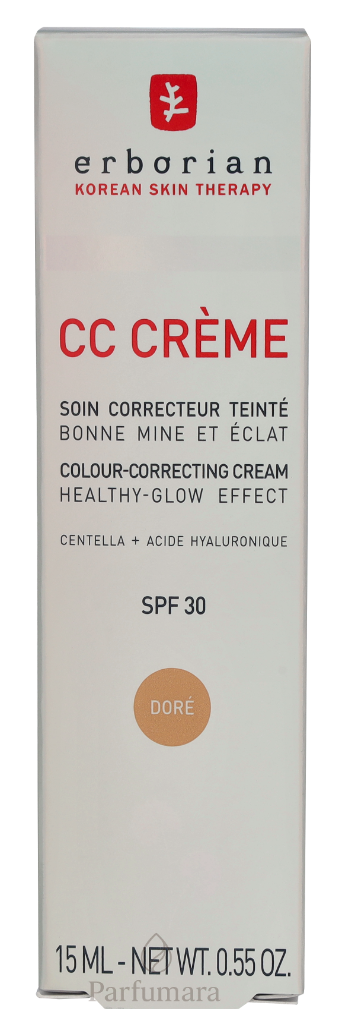 erborian
KOREAN SKIN THERAPY
CC CRÈME
SOIN CORRECTEUR TEINTÉ
BONNE MINE ET ÉCLAT
COLOUR-CORRECTING CREAM
HEALTHY-GLOW EFFECT
CENTELLA + ACIDE HYALURONIQUE
SPF 30
DORÉ
15 ML - NET WT. 0.55 OZ.
Parfumara